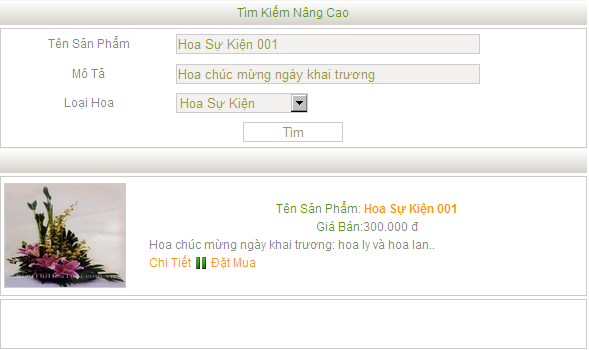 Tìm Kiếm Nâng Cao
Tên Sản Phẩm Hoa Sự Kiện 001
Mô Tả Hoa chúc mừng ngày khai trương
Loại Hoa Hoa Sự Kiện
Tìm
Tên Sản Phẩm: Hoa Sự Kiện 001
Giá Bán:300.000 đ
Hoa chúc mừng ngày khai trương: hoa ly và hoa lan..
Chi Tiết Đặt Mua